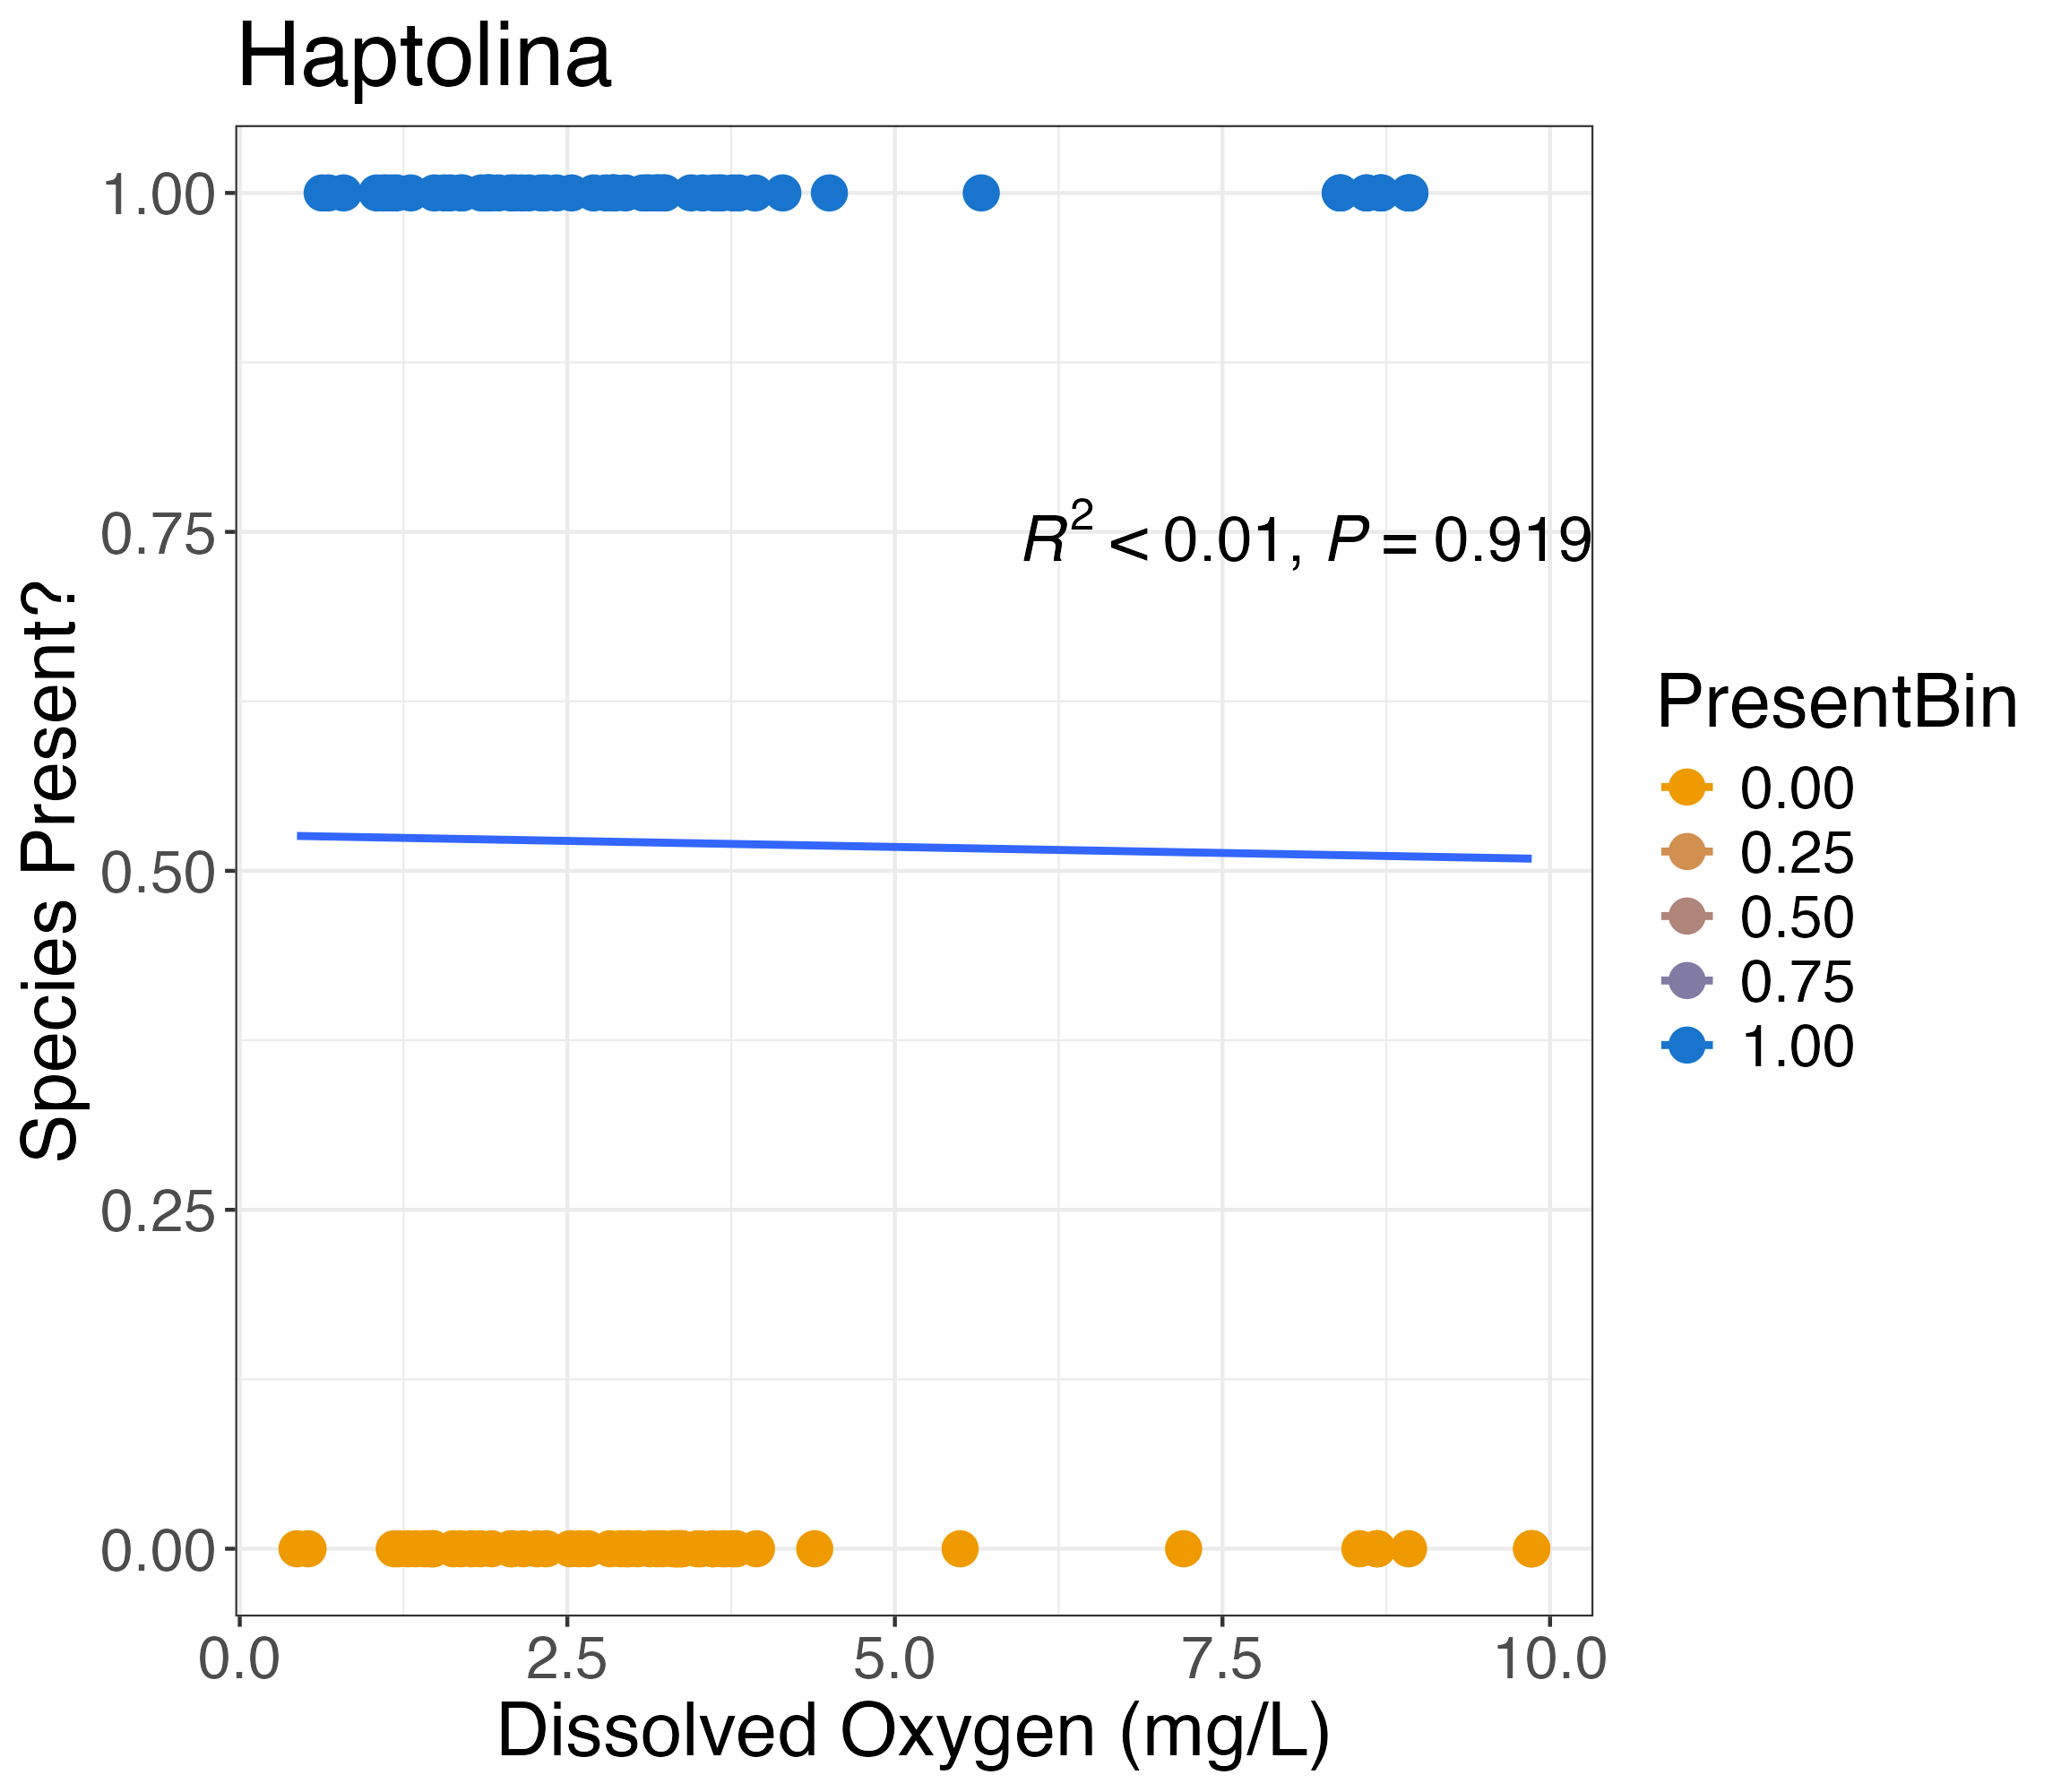 Haptolina
1.00
0.75
0.50
0.25
0.00
Species Present?
R² < 0.01, P = 0.919
0.0 2.5 5.0 7.5 10.0
Dissolved Oxygen (mg/L)
PresentBin
0.00
0.25
0.50
0.75
1.00